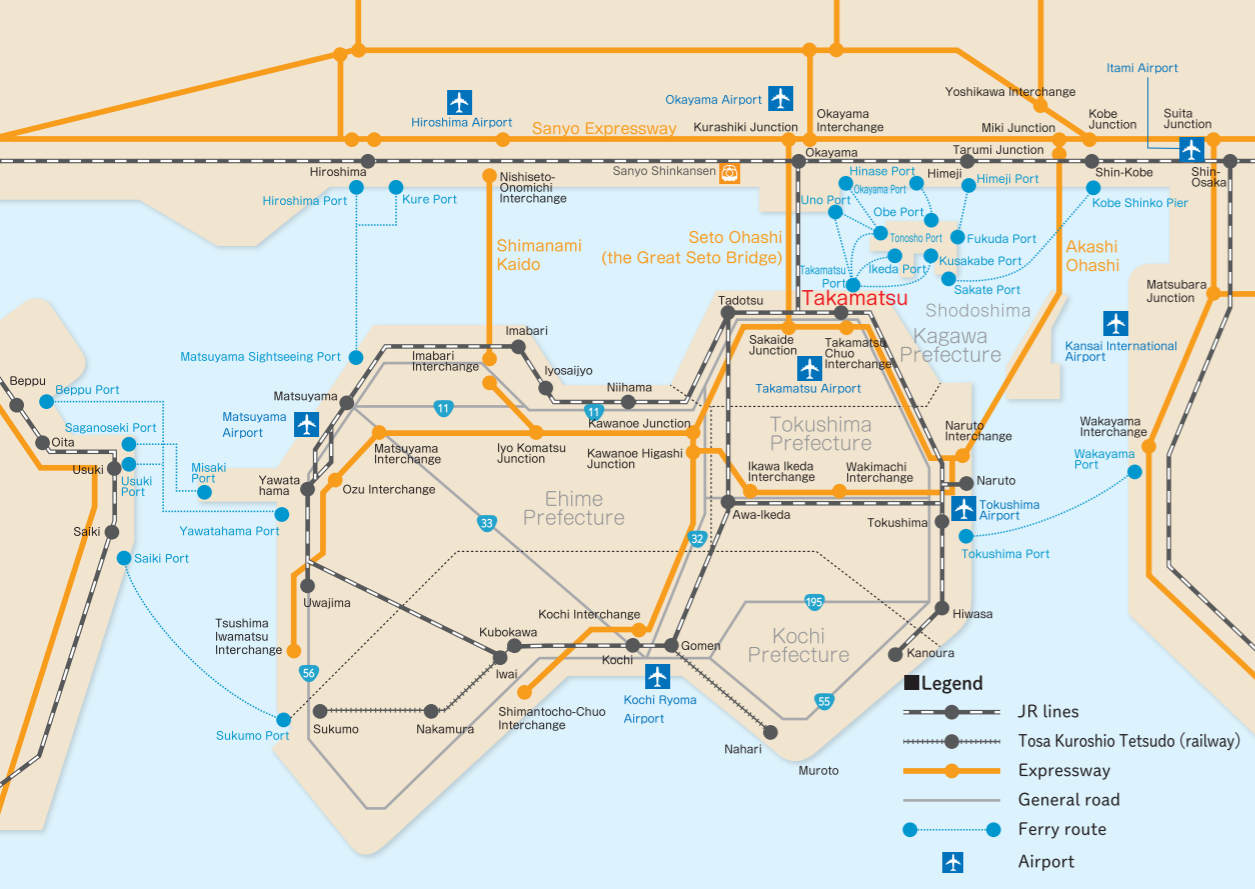 Itami Airport
Yoshikawa Interchange
Okayama Airport
Hiroshima Airport
Okayama
Interchange
Kobe
Junction
Suita
Junction
Sanyo Expressway
Kurashiki Junction
Miki Junction
Okayama
Tarumi Junction
Hiroshima
Sanyo Shinkansen
Himeji
Shin-Kobe
Shin-
Osaka
Nishiseto-
Onomichi
Interchange
Hinase Port
Okayama Port
Himeji Port
Hiroshima Port
Kure Port
Uno Port
Kobe Shinko Pier
Obe Port
Shimanami
Kaido
Seto Ohashi
(the Great Seto Bridge)
Tonosho Port
Fukuda Port
Akashi
Ohashi
Takamatsu
Port
Ikeda Port
Kusakabe Port
Sakate Port
Matsubara
Junction
Takamatsu
Tadotsu
Shodoshima
Kagawa
Prefecture
Kansai International
Airport
Imabari
Sakaide
Junction
Takamatsu
Chuo
Interchange
Matsuyama Sightseeing Port
Imabari
Interchange
Iyosaijyo
Takamatsu Airport
Beppu
Beppu Port
Niihama
Matsuyama
11
11
Matsuyama
Airport
Saganoseki Port
Kawanoe Junction
Tokushima
Prefecture
Naruto
Interchange
Wakayama
Interchange
Oita
Matsuyama
Interchange
Iyo Komatsu
Junction
Kawanoe Higashi
Junction
Wakayama
Port
Usuki
Usuki
Port
Misaki
Port
Ikawa Ikeda
Interchange
Wakimachi
Interchange
Yawata
hama
Ozu Interchange
Naruto
Ehime
Prefecture
Yawatahama Port
33
Awa-Ikeda
Tokushima
Tokushima
Airport
Saiki
32
Saiki Port
Tokushima Port
Uwajima
195
Hiwasa
Tsushima
Iwamatsu
Interchange
Kochi Interchange
Kubokawa
Kochi
Prefecture
Gomen
Kanoura
Iwai
Kochi
56
Legend
Kochi Ryoma
Airport
55
Shimantocho-Chuo
Interchange
JR lines
Sukumo
Nakamura
Sukumo Port
Nahari
Tosa Kuroshio Tetsudo (railway)
Muroto
Expressway
General road
Ferry route
Airport